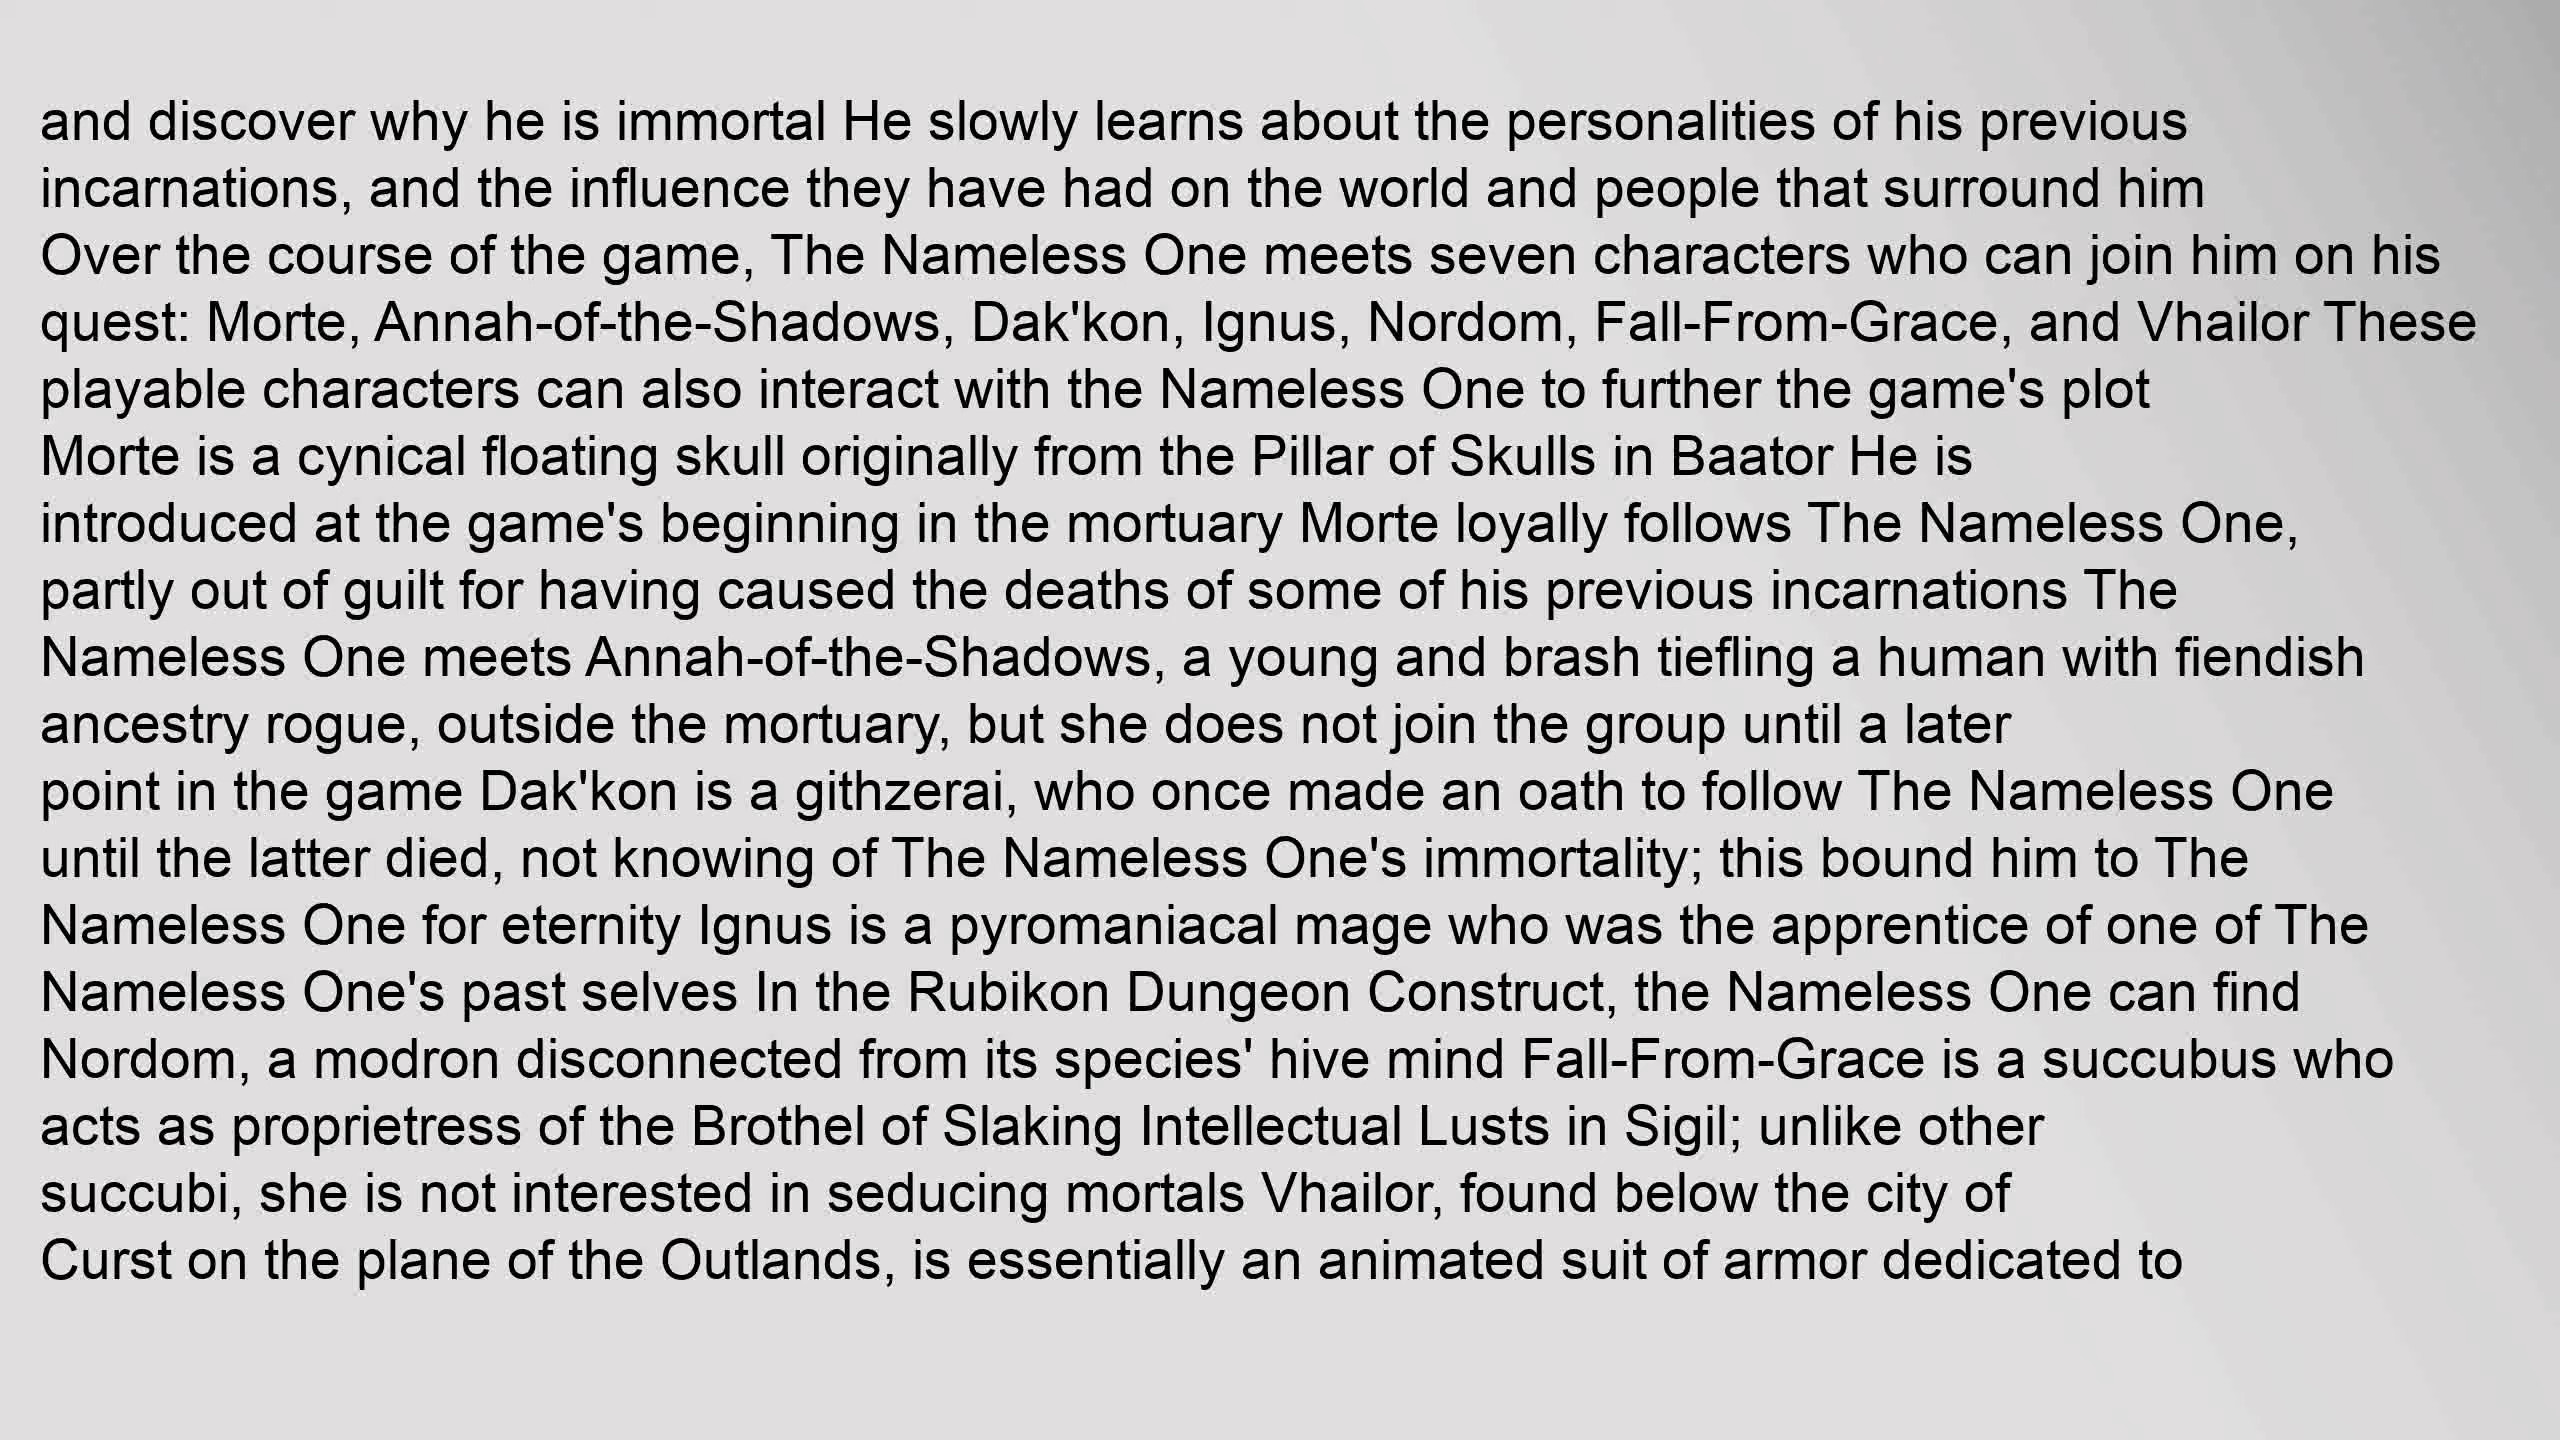 and discover why he is immortal He slowly learns about the personalities of his previous
incarnations, and the influence they have had on the world and people that surround him
Over the course of the game, The Nameless One meets seven characters who can join him on his
quest: Morte, Annah-of-the-Shadows, Dak'kon, Ignus, Nordom, Fall-From-Grace, and Vhailor These
playable characters can also interact with the Nameless One to further the game's plot
Morte is a cynical floating skull originally from the Pillar of Skulls in Baator He is
introduced at the game's beginning in the mortuary Morte loyally follows The Nameless One,
partly out of guilt for having caused the deaths of some of his previous incarnations The
Nameless One meets Annah-of-the-Shadows, a young and brash tiefling a human with fiendish
ancestry rogue, outside the mortuary, but she does not join the group until a later
point in the game Dak'kon is a githzerai, who once made an oath to follow The Nameless One
until the latter died, not knowing of The Nameless One's immortality; this bound him to The
Nameless One for eternity Ignus is a pyromaniacal mage who was the apprentice of one of The
Nameless One's past selves In the Rubikon Dungeon Construct, the Nameless One can find
Nordom, a modron disconnected from its species' hive mind Fall-From-Grace is a succubus who
acts as proprietress of the Brothel of Slaking Intellectual Lusts in Sigil; unlike other
succubi, she is not interested in seducing mortals Vhailor, found below the city of
Curst on the plane of the Outlands, is essentially an animated suit of armor dedicated to